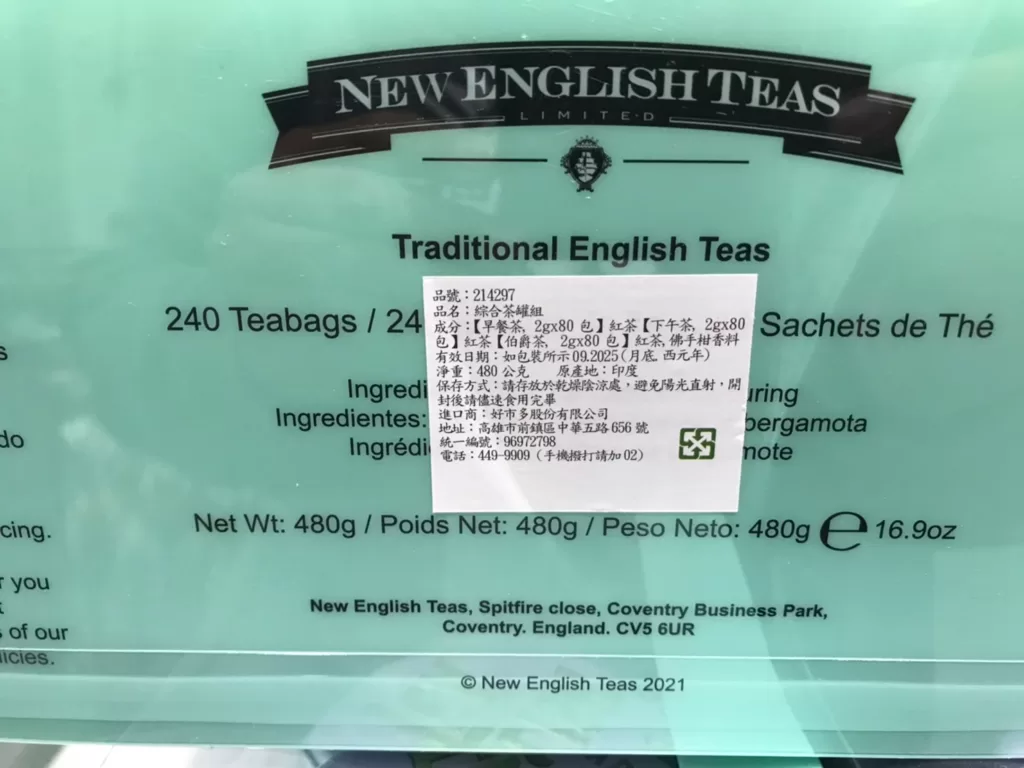 NEW ENGLISH TEAS
LIMITED
Traditional English Teas
240 Teabags / 24
Sachets de Thé
品號：214297
品名：綜合茶罐組
成分：【早餐茶, 2gx80 包】紅茶【下午茶, 2gx80
包】紅茶【伯爵茶, 2gx80 包】紅茶, 佛手柑香料
有效日期：如包裝所示 09.2025(月底, 西元年)
淨重：480 公克 原產地：印度
保存方式：請存放於乾燥陰涼處，避免陽光直射，開
封後請儘速食用完畢
進口商：好市多股份有限公司
地址：高雄市前鎮區中華五路 656 號
統一編號：96972798
電話：449-9909（手機撥打請加 02）
Ingredi
uring
Ingredientes:
bergamota
Ingrédi
mote
Net Wt: 480g / Poids Net: 480g / Peso Neto: 480g e 16.9oz
New English Teas, Spitfire close, Coventry Business Park,
Coventry. England. CV5 6UR
© New English Teas 2021
s
do
cing.
r you
s of our
licies.